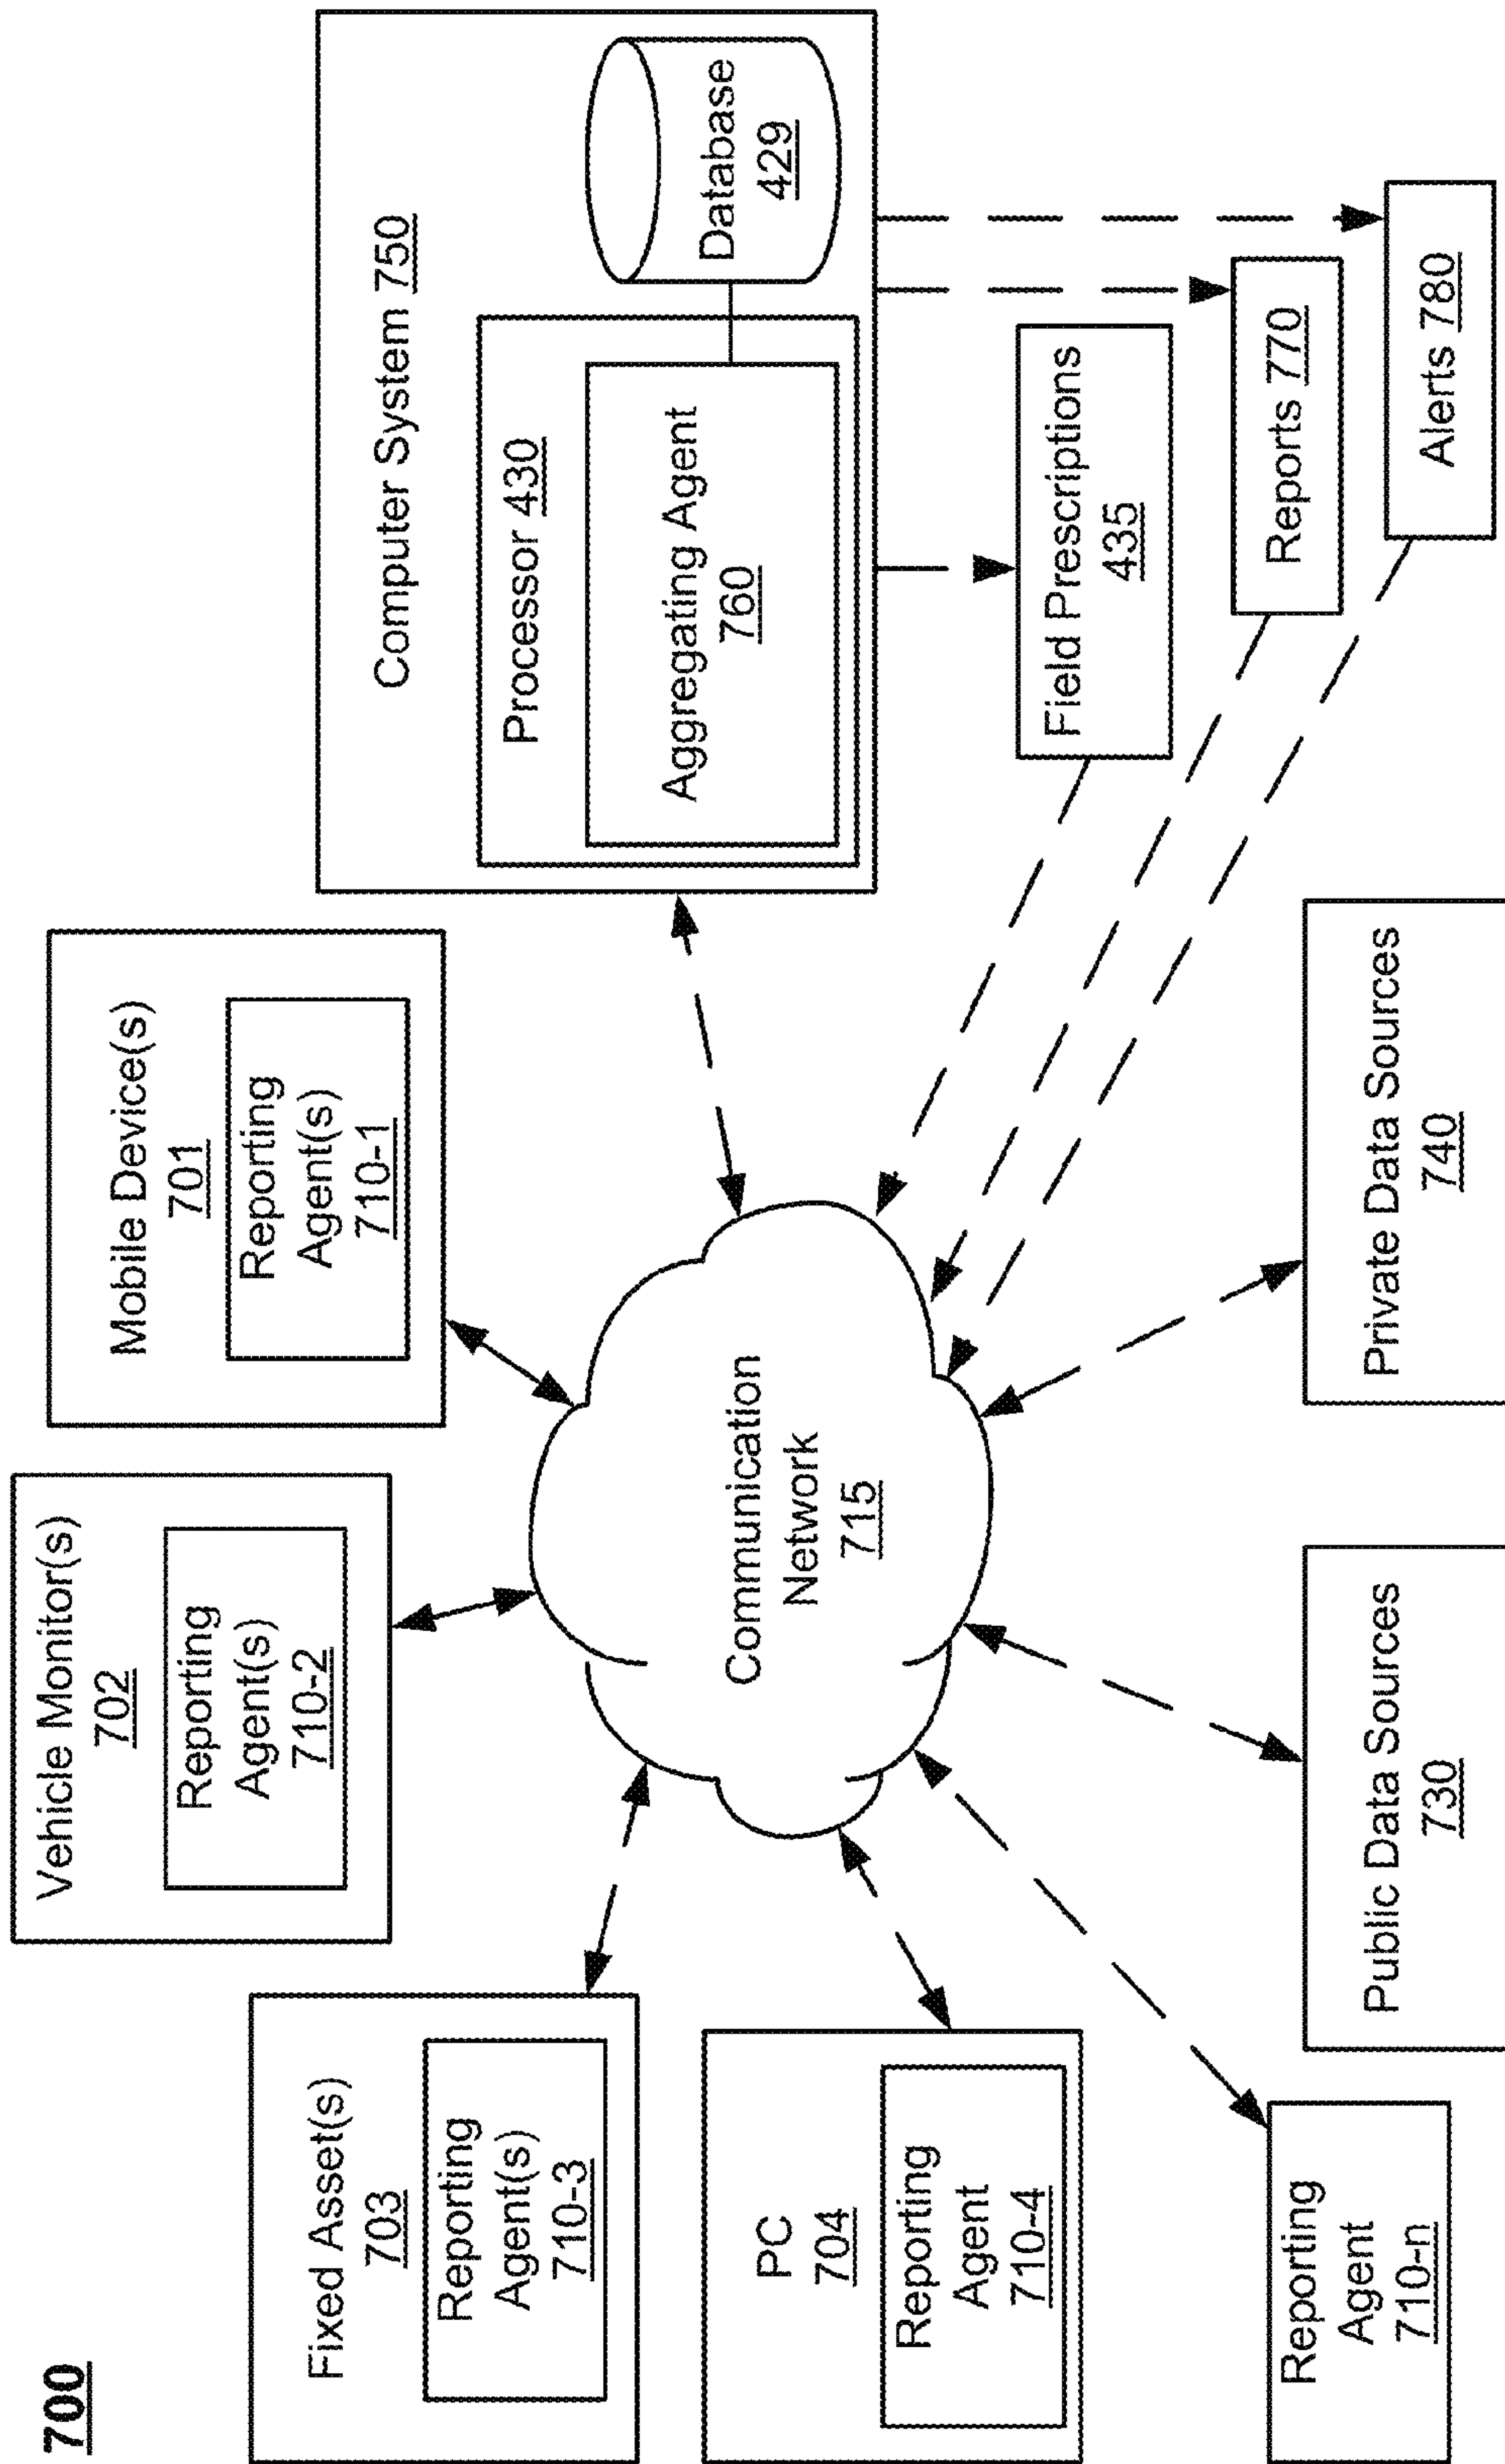 700
Vehicle Monitor(s)
702
Reporting
Agent(s)
710-2
Mobile Device(s)
701
Reporting
Agent(s)
710-1
Fixed Asset(s)
703
Reporting
Agent(s)
710-3
Computer System 750
Processor 430
Aggregating Agent
760
Database
429
PC
704
Reporting
Agent
710-4
Communication
Network
715
Field Prescriptions
435
Reports 770
Alerts 780
Reporting
Agent
710-n
Public Data Sources
730
Private Data Sources
740